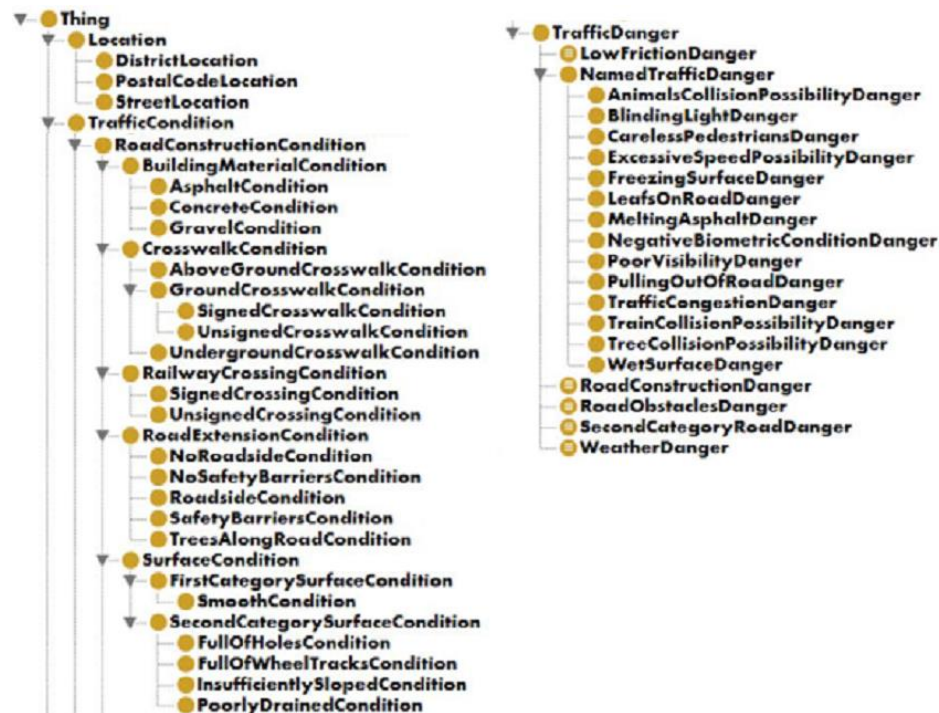 Thing
Location
DistrictLocation
PostalCodeLocation
StreetLocation
TrafficCondition
RoadConstructionCondition
BuildingMaterialCondition
AsphaltCondition
ConcreteCondition
GravelCondition
CrosswalkCondition
AboveGroundCrosswalkCondition
GroundCrosswalkCondition
SignedCrosswalkCondition
UnsignedCrosswalkCondition
UndergroundCrosswalkCondition
RailwayCrossingCondition
SignedCrossingCondition
UnsignedCrossingCondition
RoadExtensionCondition
NoRoadsideCondition
NoSafetyBarriersCondition
RoadsideCondition
SafetyBarriersCondition
TreesAlongRoadCondition
SurfaceCondition
FirstCategorySurfaceCondition
SmoothCondition
SecondCategorySurfaceCondition
FullOfHolesCondition
FullOfWheelTracksCondition
InsufficientlySlopedCondition
PoorlyDrainedCondition
TrafficDanger
LowFrictionDanger
NamedTrafficDanger
AnimalsCollisionPossibilityDanger
BlindingLightDanger
CarelessPedestriansDanger
ExcessiveSpeedPossibilityDanger
FreezingSurfaceDanger
LeafsOnRoadDanger
MeltingAsphaltDanger
NegativeBiometricConditionDanger
PoorVisibilityDanger
PullingOutOfRoadDanger
TrafficCongestionDanger
TrainCollisionPossibilityDanger
TreeCollisionPossibilityDanger
WetSurfaceDanger
RoadConstructionDanger
RoadObstaclesDanger
SecondCategoryRoadDanger
WeatherDanger